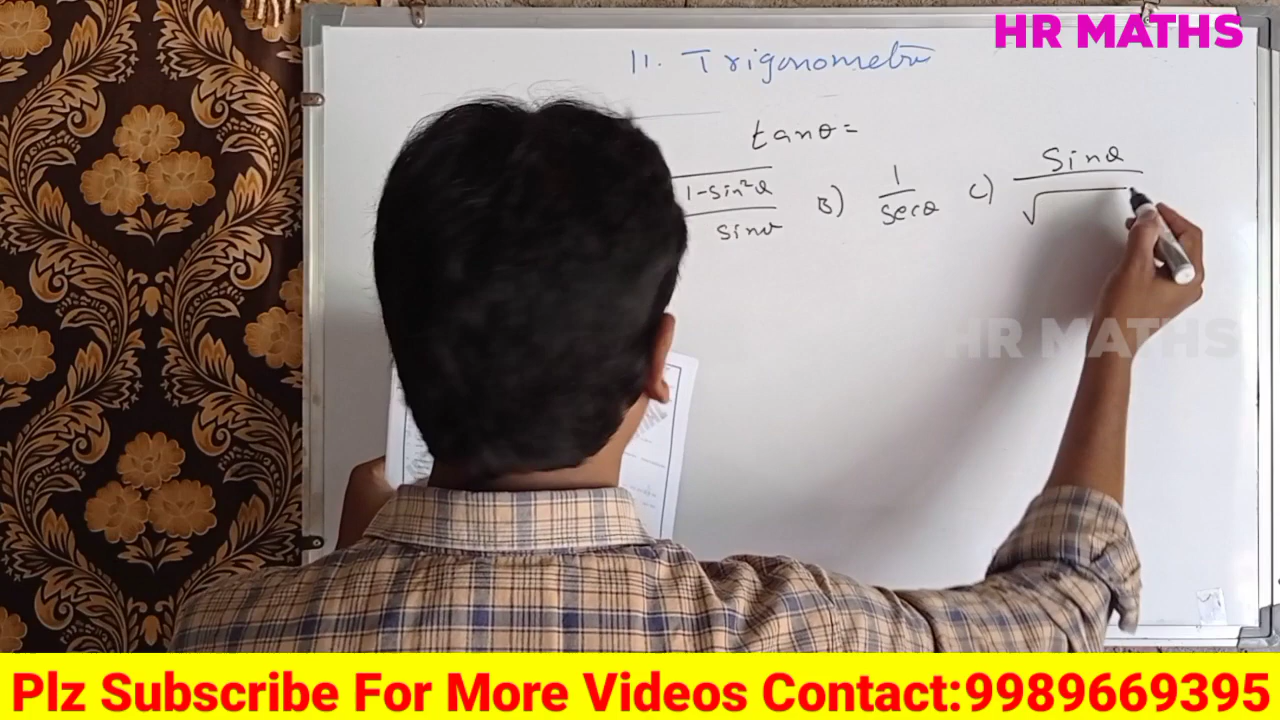 HR MATHS
11. Trigonometry
tanθ=
1-sin²θ
sinθ
B) 1/secθ C) Sinθ/√
HR MATHS
Plz Subscribe For More Videos Contact:9989669395